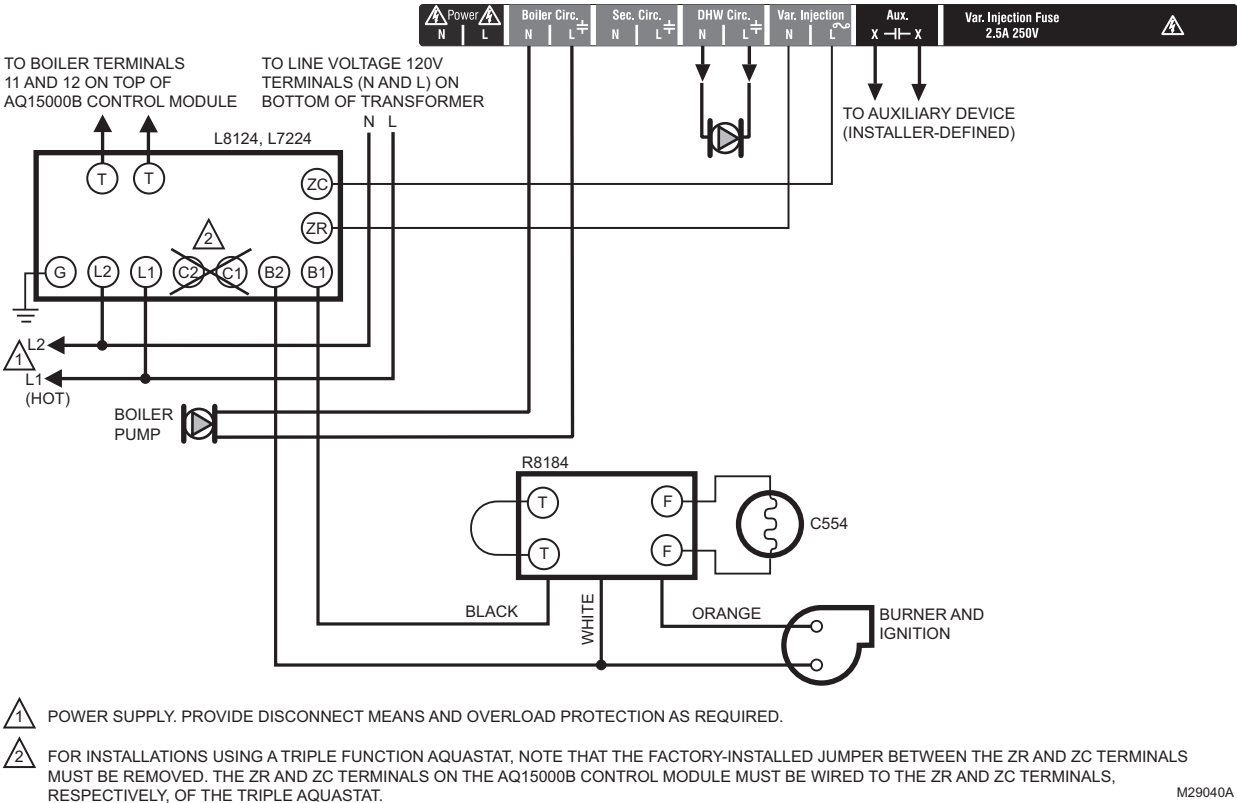 Power Boiler Circ. Sec. Circ. DHW Circ. Var. Injection Aux. Var. Injection Fuse
N L N L N L N L N L X X 2.5A 250V
TO BOILER TERMINALS
11 AND 12 ON TOP OF
AQ15000B CONTROL MODULE
TO LINE VOLTAGE 120V
TERMINALS (N AND L) ON
BOTTOM OF TRANSFORMER
N L
TO AUXILIARY DEVICE
(INSTALLER-DEFINED)
L8124, L7224
T T ZC
ZR
2
G L2 L1 C2 C1 B2 B1
1
L2
L1
(HOT)
BOILER
PUMP
R8184
T F
T F
C554
BLACK
WHITE
ORANGE
BURNER AND
IGNITION
1 POWER SUPPLY. PROVIDE DISCONNECT MEANS AND OVERLOAD PROTECTION AS REQUIRED.
2 FOR INSTALLATIONS USING A TRIPLE FUNCTION AQUASTAT, NOTE THAT THE FACTORY-INSTALLED JUMPER BETWEEN THE ZR AND ZC TERMINALS
MUST BE REMOVED. THE ZR AND ZC TERMINALS ON THE AQ15000B CONTROL MODULE MUST BE WIRED TO THE ZR AND ZC TERMINALS,
RESPECTIVELY, OF THE TRIPLE AQUASTAT.
M29040A